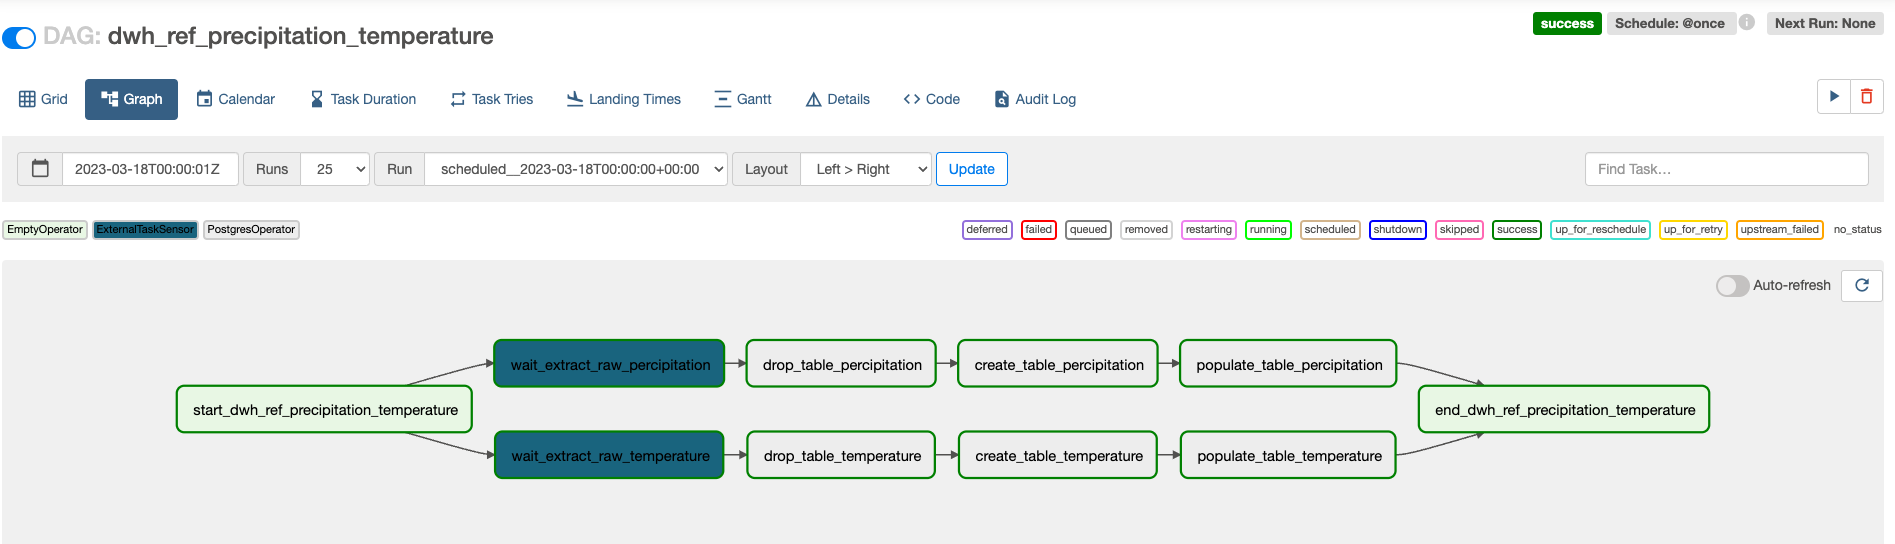 DAG: dwh_ref_precipitation_temperature
success Schedule: @once i Next Run: None
Grid Graph Calendar Task Duration Task Tries Landing Times Gantt Details Code Audit Log
2023-03-18T00:00:01Z Runs 25 Run scheduled__2023-03-18T00:00:00+00:00 Layout Left > Right Update Find Task...
EmptyOperator ExternalTaskSensor PostgresOperator deferred failed queued removed restarting running scheduled shutdown skipped success up_for_reschedule up_for_retry upstream_failed no_status
Auto-refresh
wait_extract_raw_percipitation drop_table_percipitation create_table_percipitation populate_table_percipitation
start_dwh_ref_precipitation_temperature end_dwh_ref_precipitation_temperature
wait_extract_raw_temperature drop_table_temperature create_table_temperature populate_table_temperature